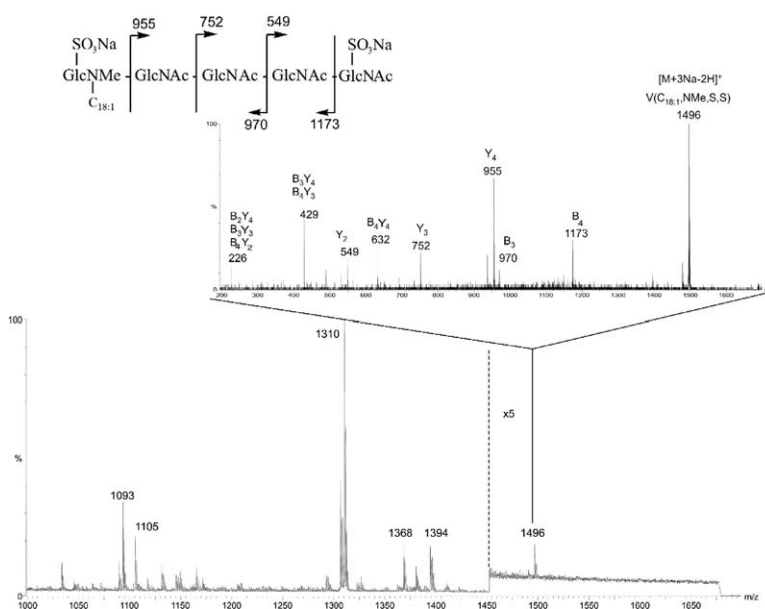 955 752 549
SO3Na SO3Na
GlcNMe GlcNAc GlcNAc GlcNAc GlcNAc
C18:1
970 1173
[M+3Na-2H]+
V(C18:1,NMe,S,S)
1496
100
Y4
955
B3Y4
B4Y3
429
%
B2Y4
B3Y3
B4Y2
226
Y2
549
B4Y4
632
Y3
752
B3
970
B4
1173
200 300 400 500 600 700 800 900 1000 1100 1200 1300 1400 1500 1600
100
1310
x5
%
1093
1105
1368 1394
1496
1000 1050 1100 1150 1200 1250 1300 1350 1400 1450 1500 1550 1600 1650 m/z
0